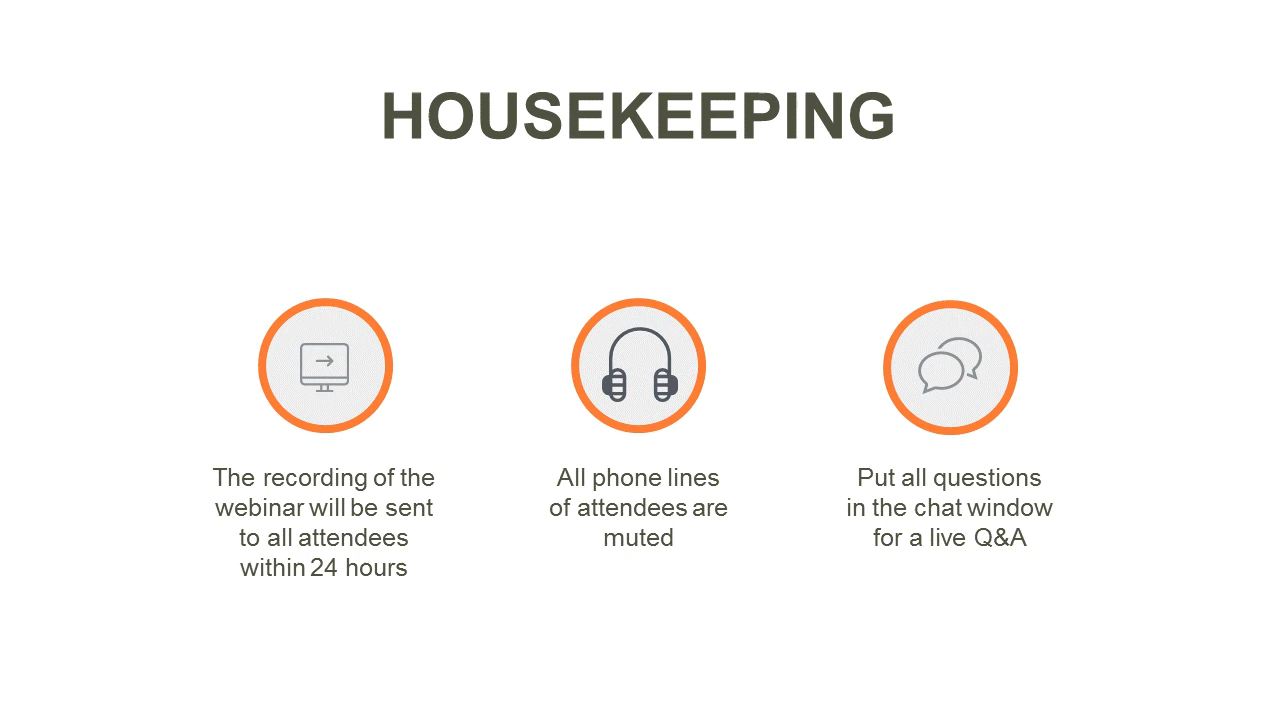 HOUSEKEEPING
The recording of the
webinar will be sent
to all attendees
within 24 hours
All phone lines
of attendees are
muted
Put all questions
in the chat window
for a live Q&A